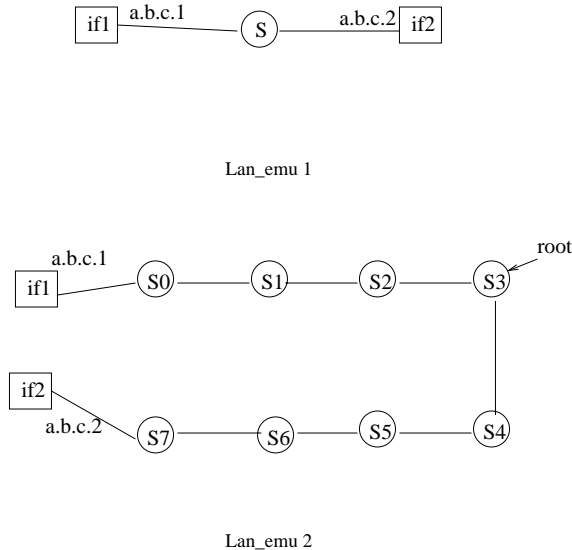 if1 a.b.c.1 S a.b.c.2 if2
Lan_emu 1
root
a.b.c.1
if1 S0 S1 S2 S3
if2
a.b.c.2 S7 S6 S5 S4
Lan_emu 2